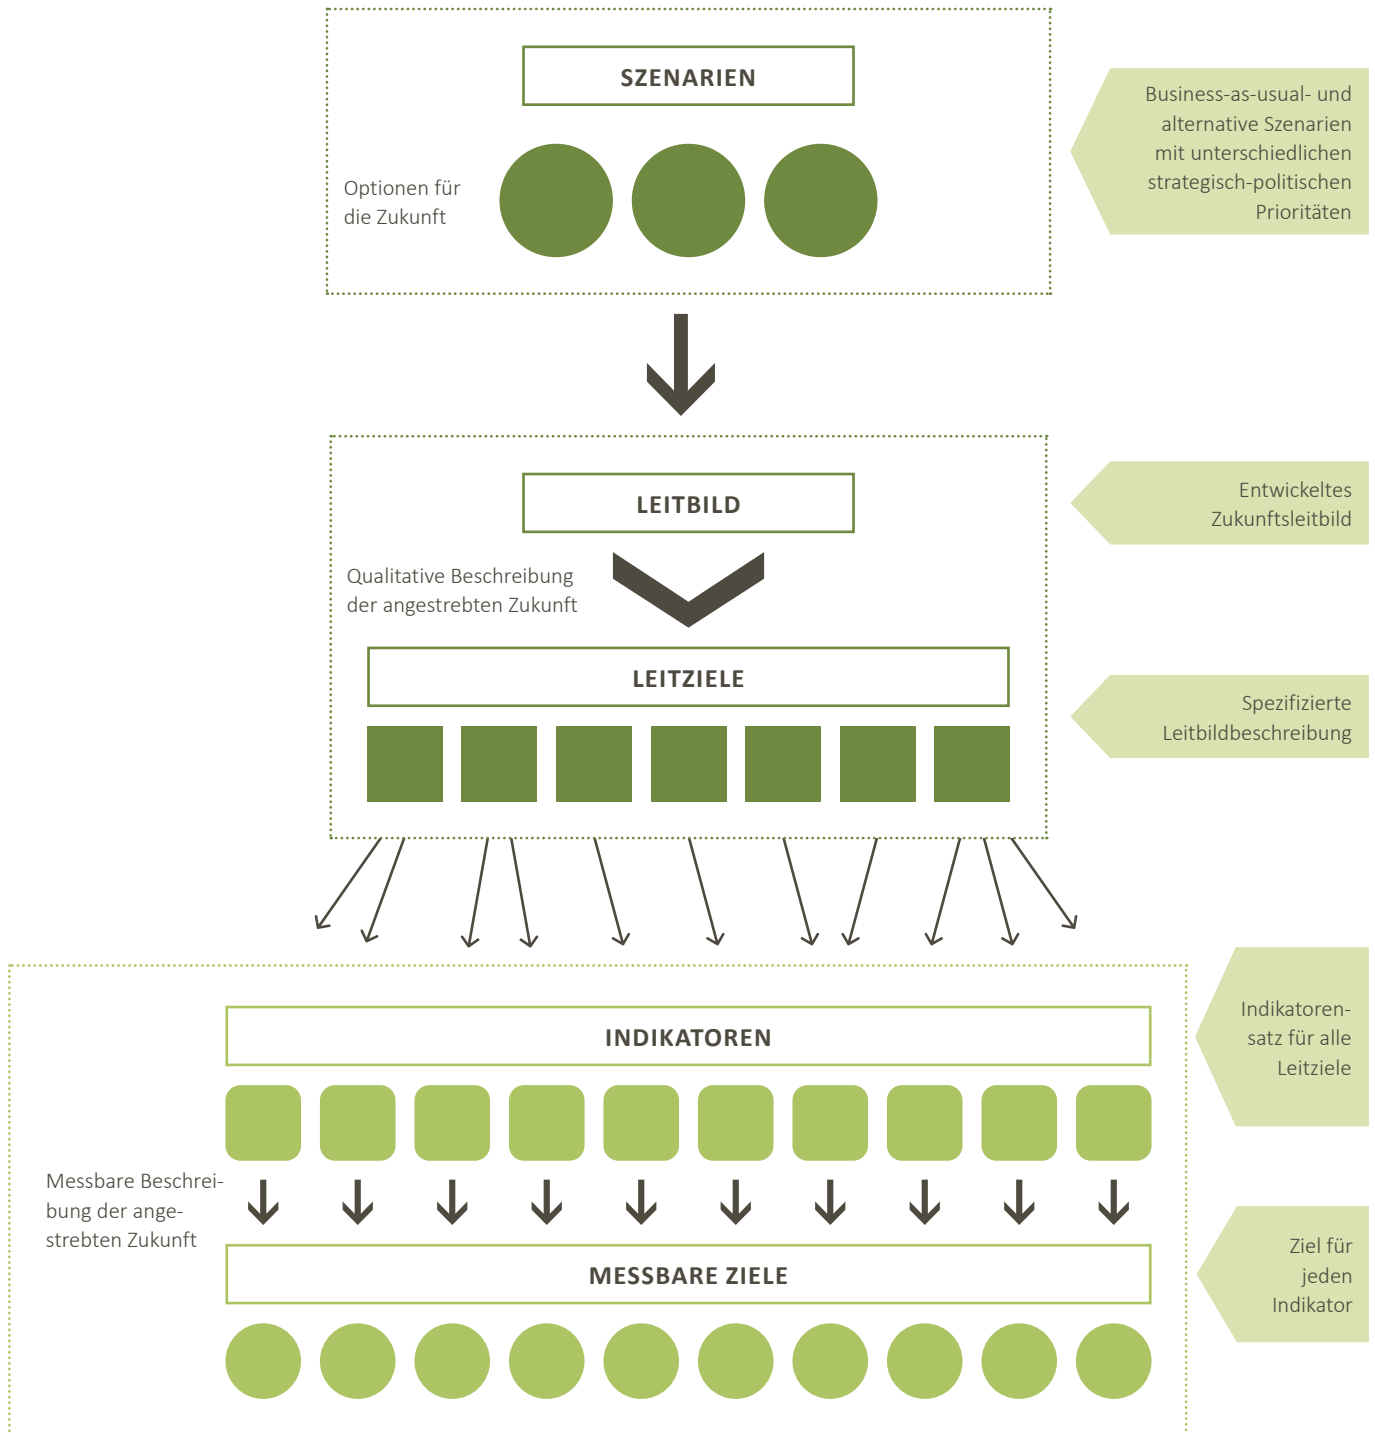 SZENARIEN
Optionen für
die Zukunft
Business-as-usual- und
alternative Szenarien
mit unterschiedlichen
strategisch-politischen
Prioritäten
LEITBILD
Entwickeltes
Zukunftsleitbild
Qualitative Beschreibung
der angestrebten Zukunft
LEITZIELE
Spezifizierte
Leitbildbeschreibung
INDIKATOREN
Indikatoren-
satz für alle
Leitziele
Messbare Beschrei-
bung der ange-
strebten Zukunft
MESSBARE ZIELE
Ziel für
jeden
Indikator